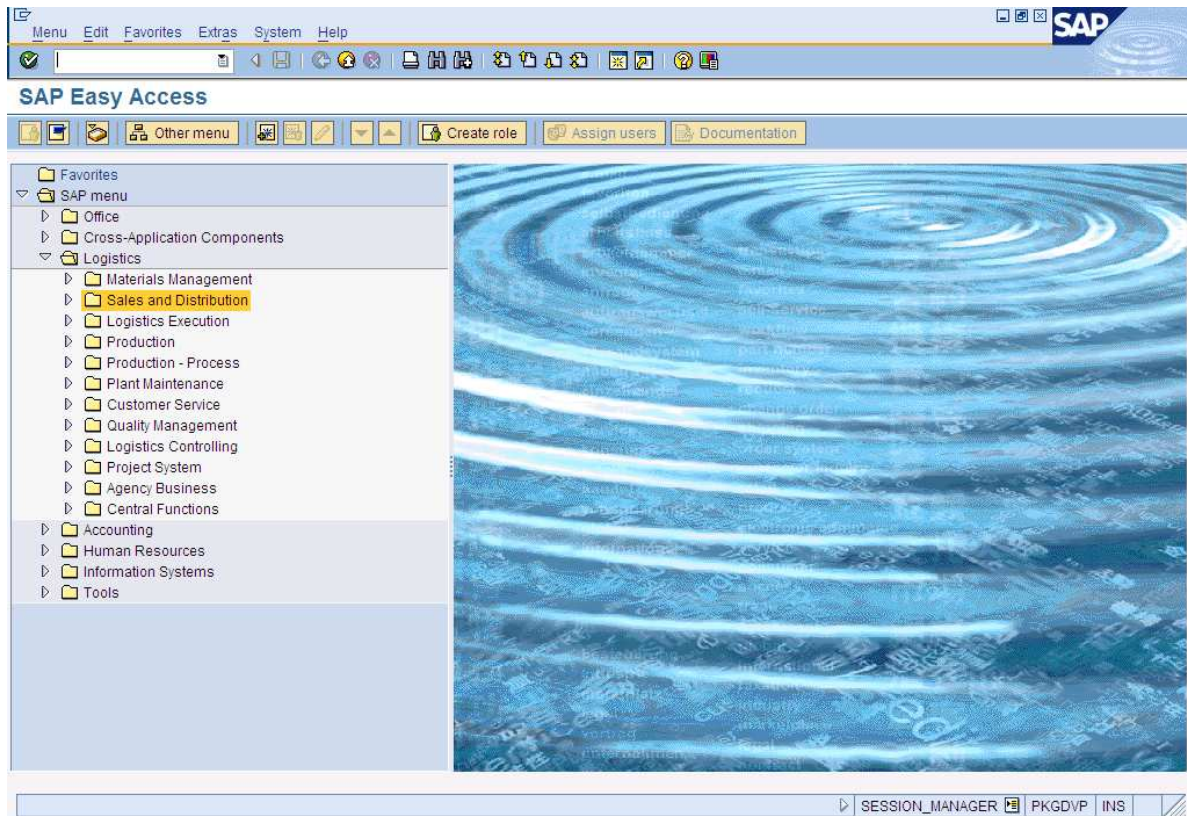 Menu Edit Favorites Extras System Help
SAP
SAP Easy Access
Other menu Create role Assign users Documentation
Favorites
SAP menu
Office
Cross-Application Components
Logistics
Materials Management
Sales and Distribution
Logistics Execution
Production
Production - Process
Plant Maintenance
Customer Service
Quality Management
Logistics Controlling
Project System
Agency Business
Central Functions
Accounting
Human Resources
Information Systems
Tools
SESSION_MANAGER PKGDVP INS